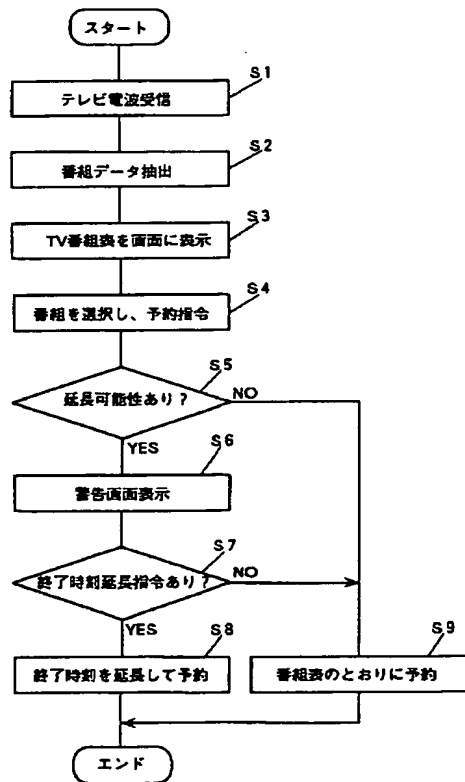 スタート
S1
テレビ電波受信
S2
番組データ抽出
S3
TV番組表を画面に表示
S4
番組を選択し、予約指令
S5
延長可能性あり？
NO
YES
S6
警告画面表示
S7
終了時刻延長指令あり？
NO
YES
S8
終了時刻を延長して予約
S9
番組表のとおりに予約
エンド